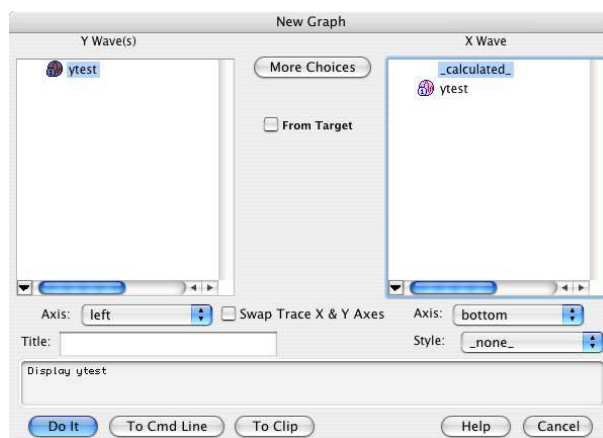 New Graph
Y Wave(s)
X Wave
ytest
More Choices
_calculated_
ytest
From Target
Axis: left
Swap Trace X & Y Axes
Axis: bottom
Title:
Style: _none_
Display ytest
Do It
To Cmd Line
To Clip
Help
Cancel